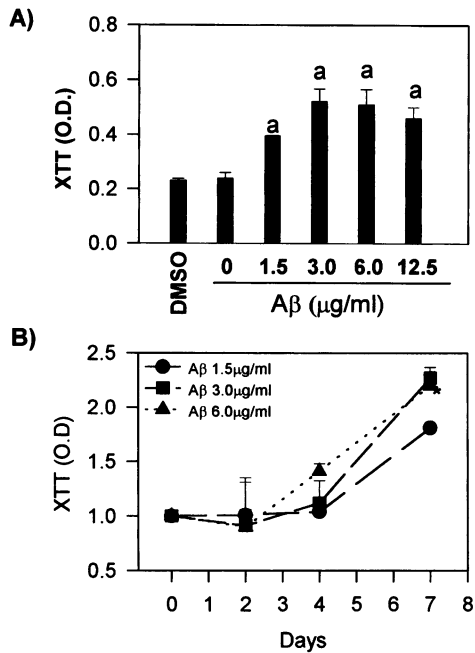 A)
XTT (O.D.)
0.8
0.6
0.4
0.2
0.0
a
a
a
a
DMSO
0 1.5 3.0 6.0 12.5
Aβ (μg/ml)
B)
XTT (O.D)
2.5
2.0
1.5
1.0
0.5
Aβ 1.5μg/ml
Aβ 3.0μg/ml
Aβ 6.0μg/ml
*
0 1 2 3 4 5 6 7 8
Days